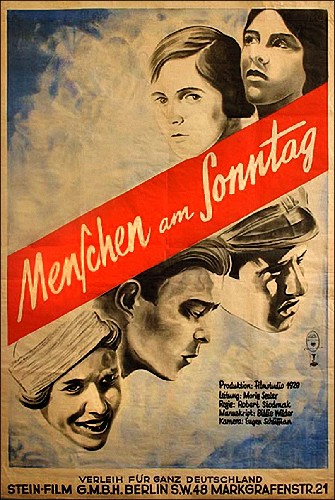 Menſchen am Sonntag
Produktion: Filmstudio 1929
Leitung: Moriz Seeler
Regie: Robert Siodmak
Manuskript: Billie Wilder
Kamera: Eugen Schüfftan
VERLEIH FÜR GANZ DEUTSCHLAND
STEIN-FILM G.M.B.H. BERLIN S.W.48 MARKGRAFENSTR.21